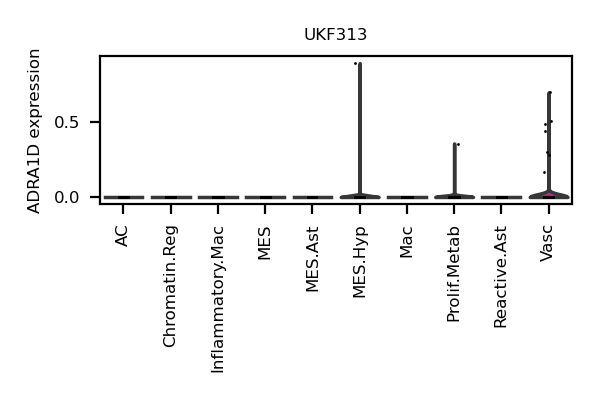 UKF313
ADRA1D expression
0.5
0.0
AC
Chromatin.Reg
Inflammatory.Mac
MES
MES.Ast
MES.Hyp
Mac
Prolif.Metab
Reactive.Ast
Vasc